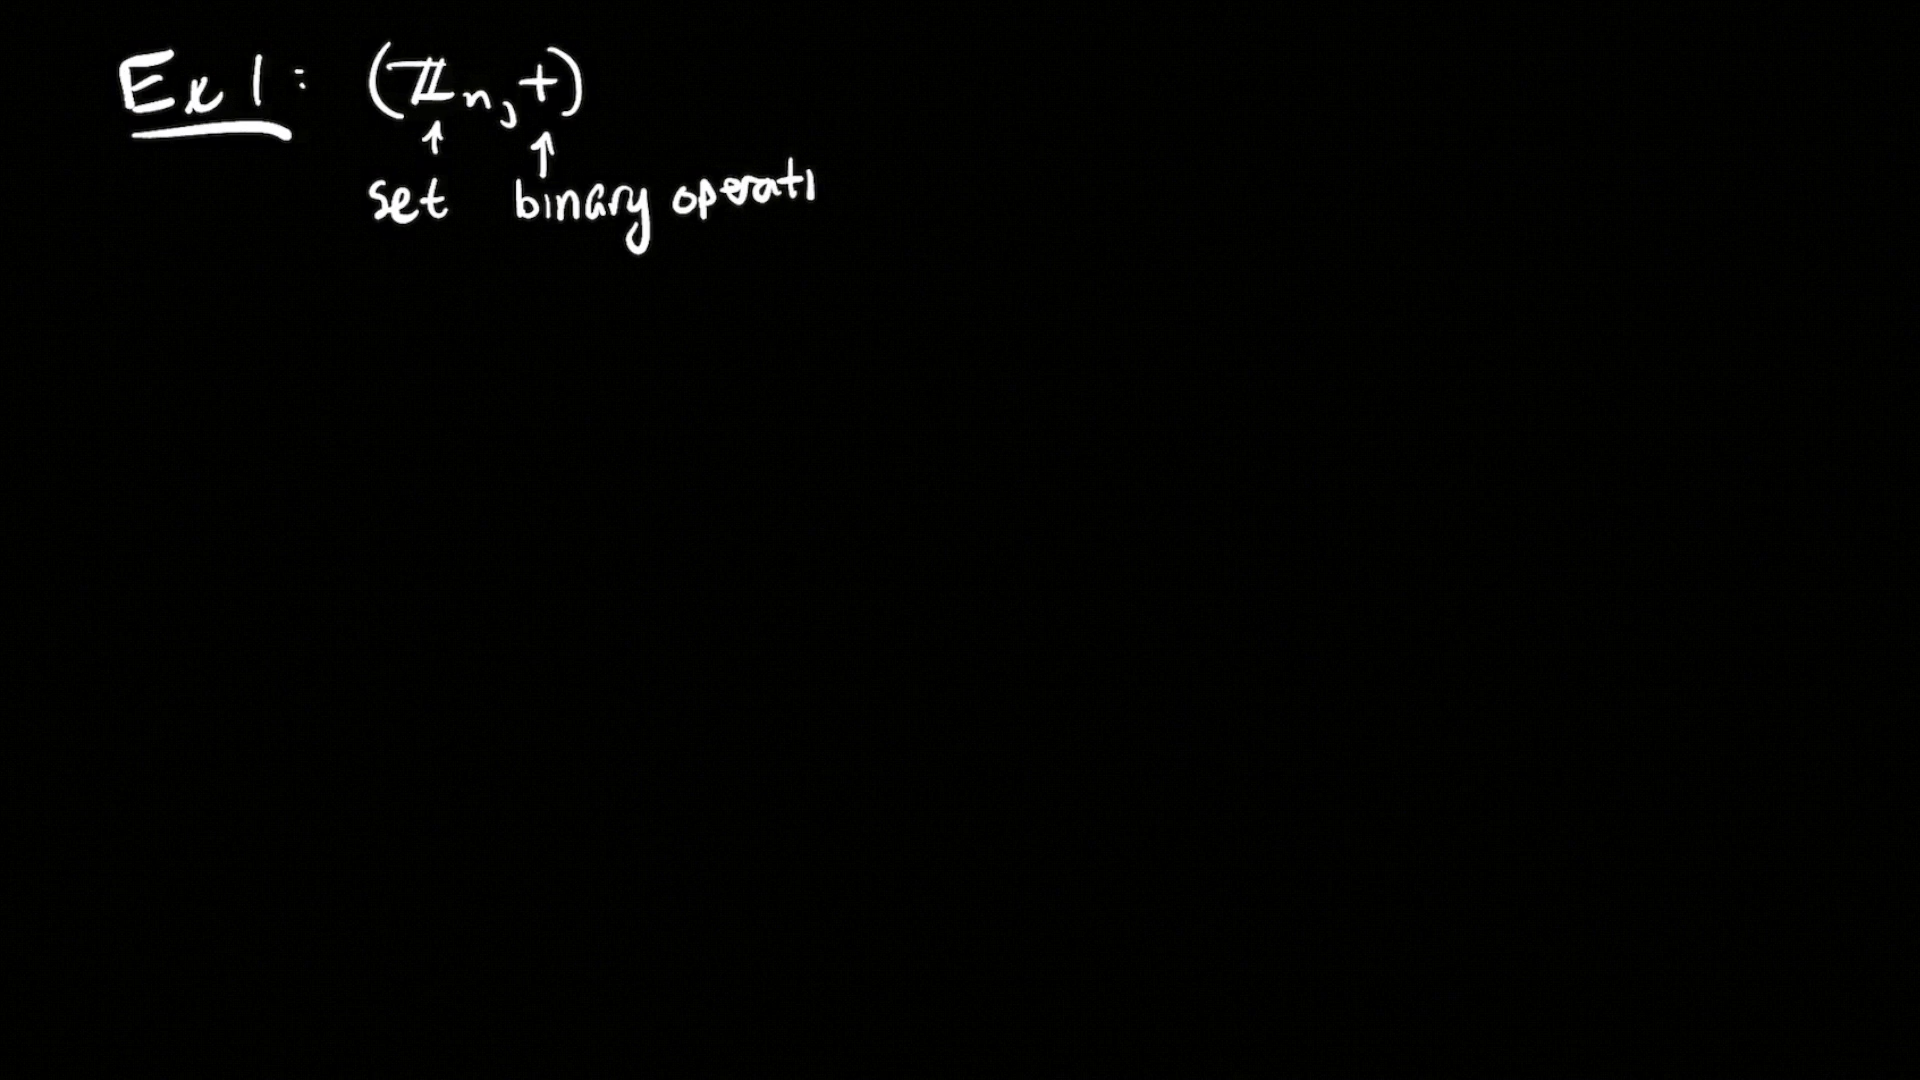 Ex 1: (ℤn, +)
↑ ↑
set binary operati